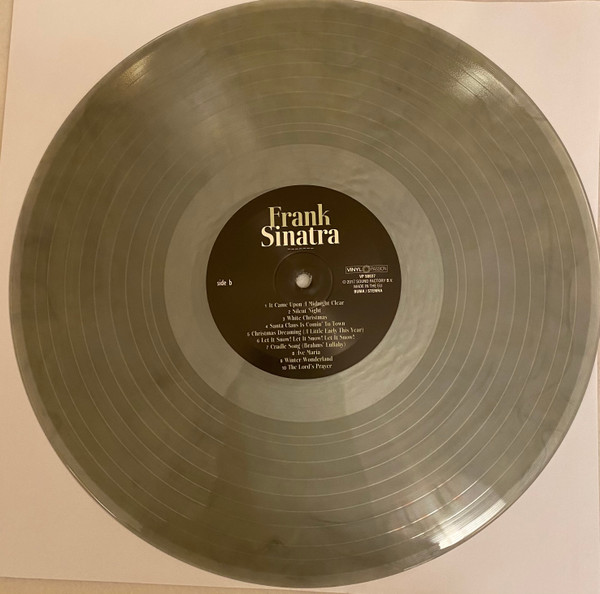 Frank
Sinatra
side b
VINYL PASSION
VP 80037
℗ 2017 SOUND FACTORY B.V.
MADE IN THE EU
BUMA / STEMRA
1 It Came Upon A Midnight Clear
2 Silent Night
3 White Christmas
4 Santa Claus Is Comin' To Town
5 Christmas Dreaming (A Little Early This Year)
6 Let It Snow! Let It Snow! Let It Snow!
7 Cradle Song (Brahms' Lullaby)
8 Ave Maria
9 Winter Wonderland
10 The Lord's Prayer